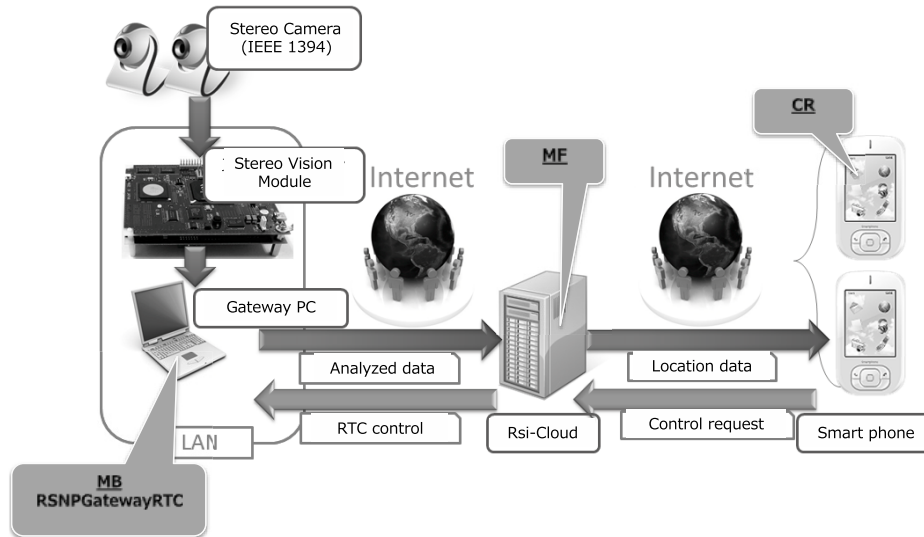 Stereo Camera
(IEEE 1394)
CR
Stereo Vision
Module
MF
Internet
Internet
Gateway PC
Analyzed data
Location data
RTC control
Rsi-Cloud
Control request
Smart phone
LAN
MB
RSNPGatewayRTC